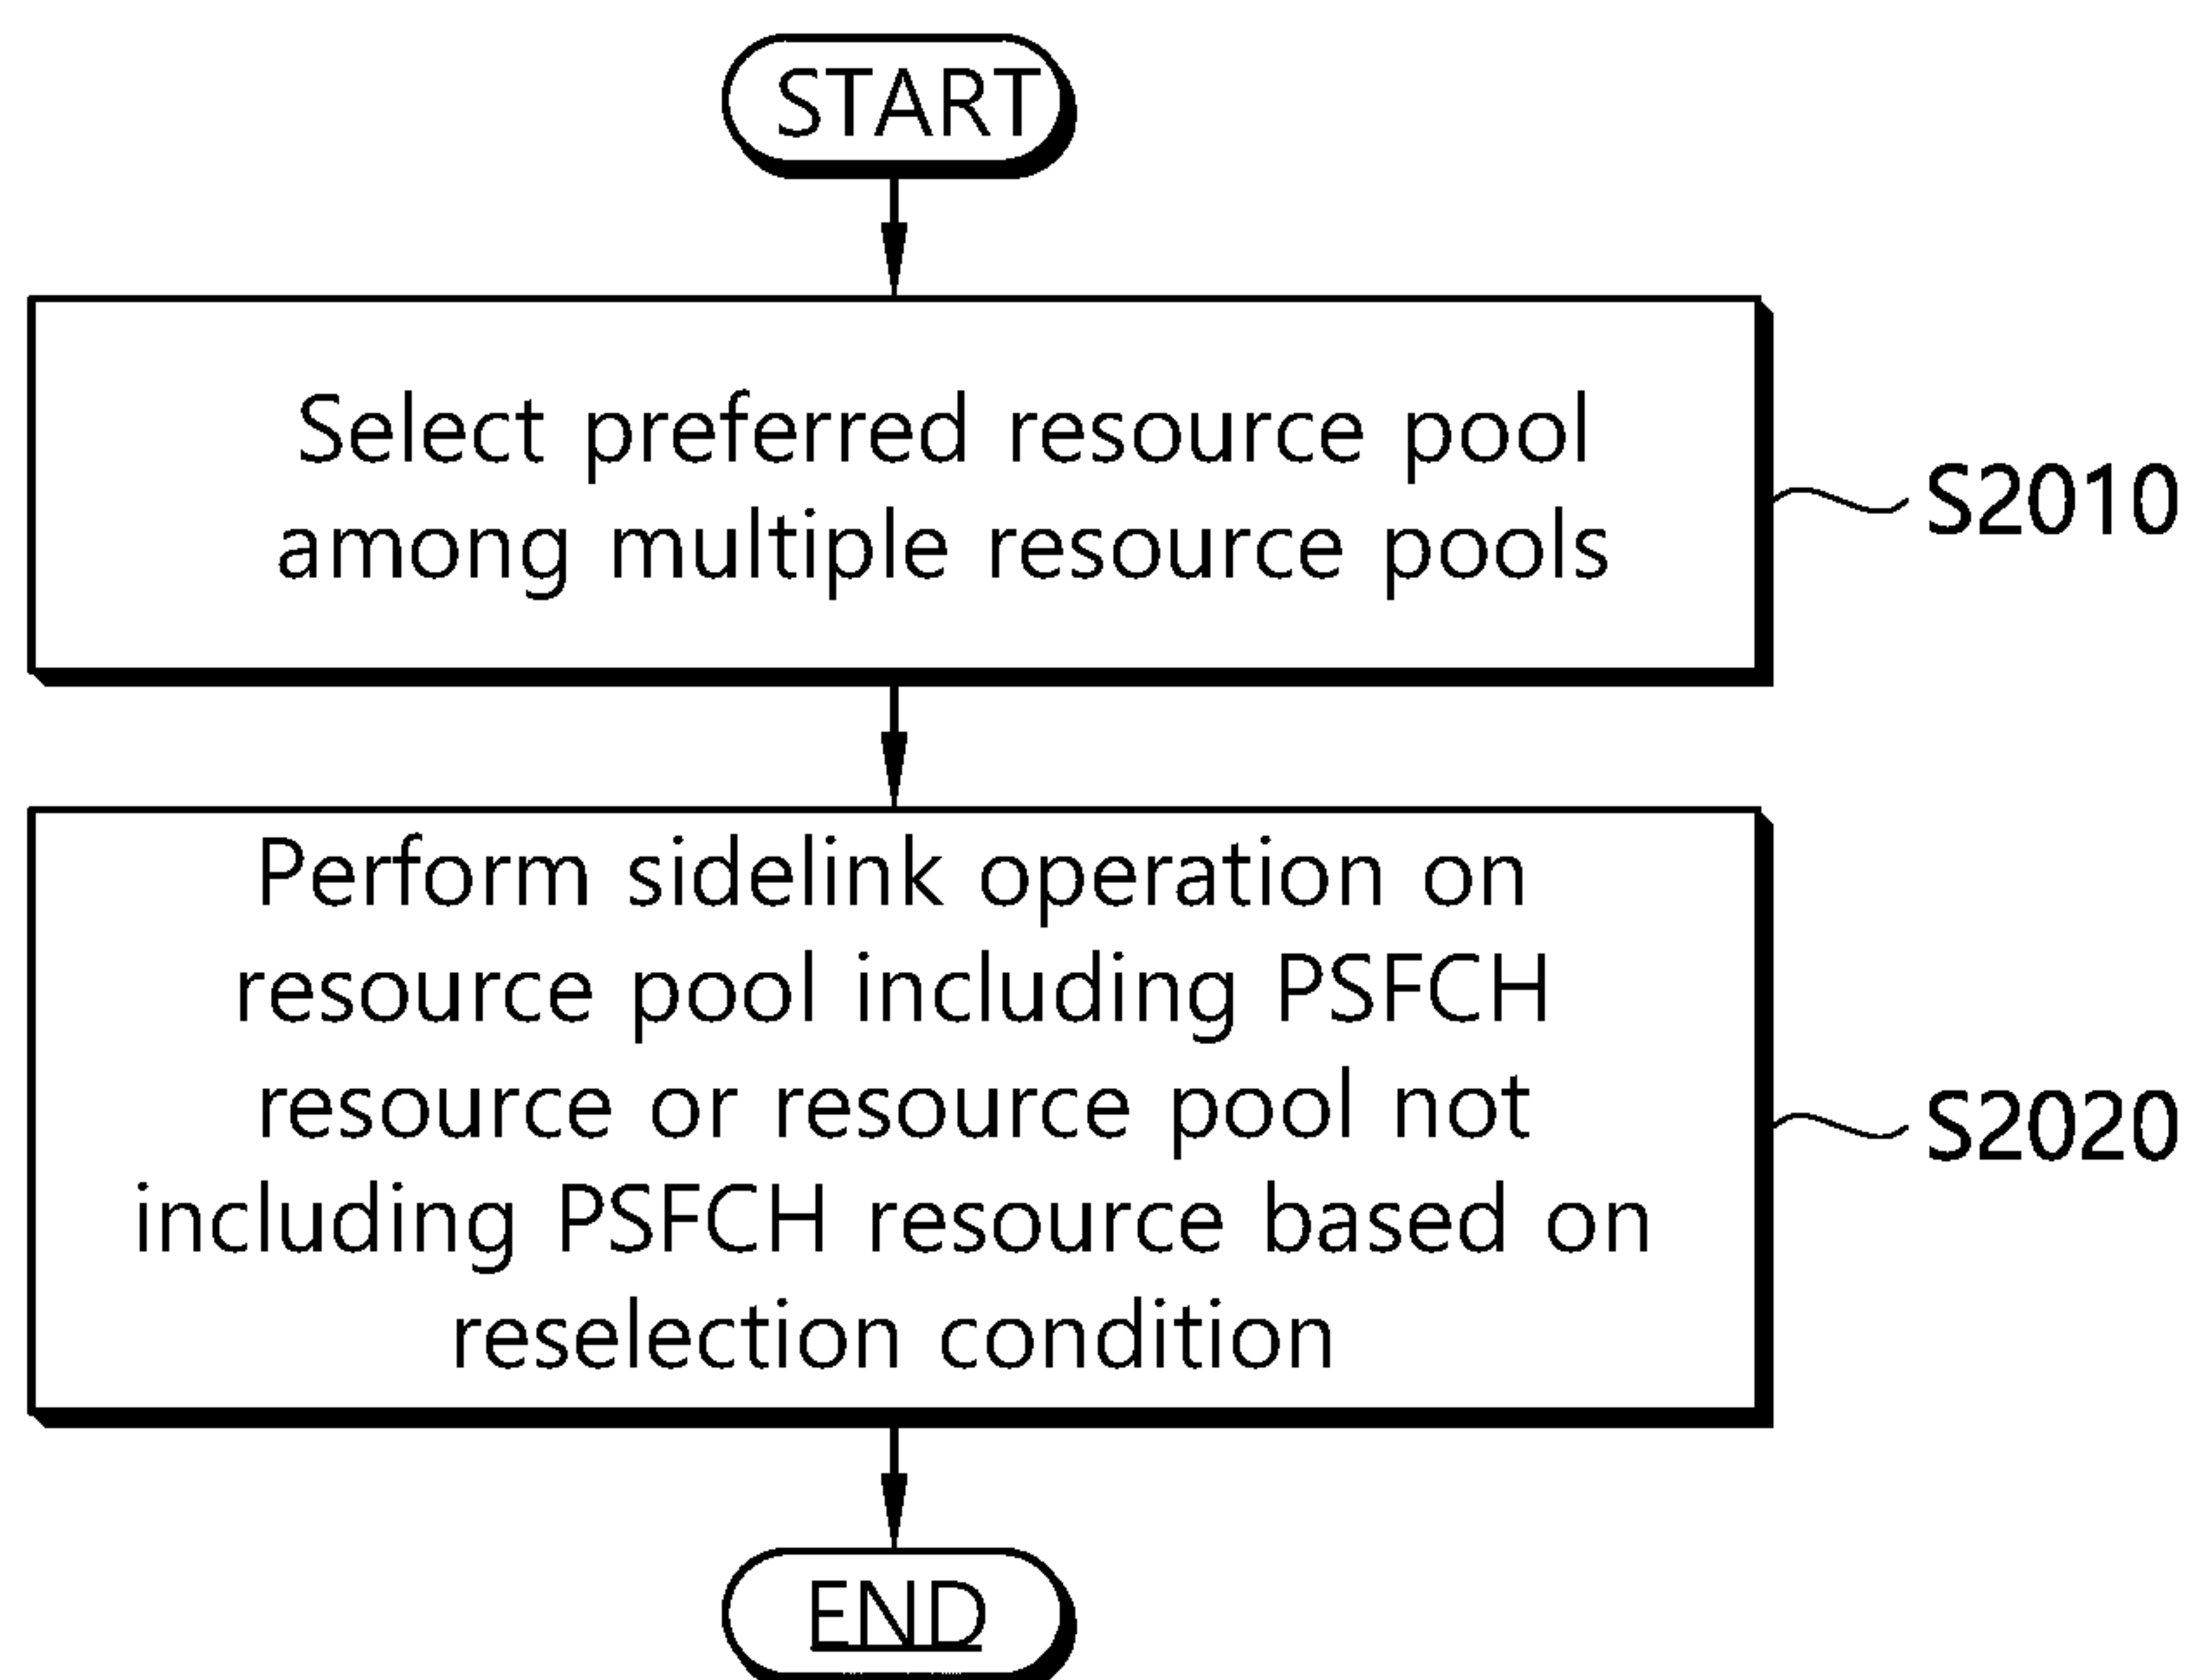 START
Select preferred resource pool
among multiple resource pools
S2010
Perform sidelink operation on
resource pool including PSFCH
resource or resource pool not
including PSFCH resource based on
reselection condition
S2020
END